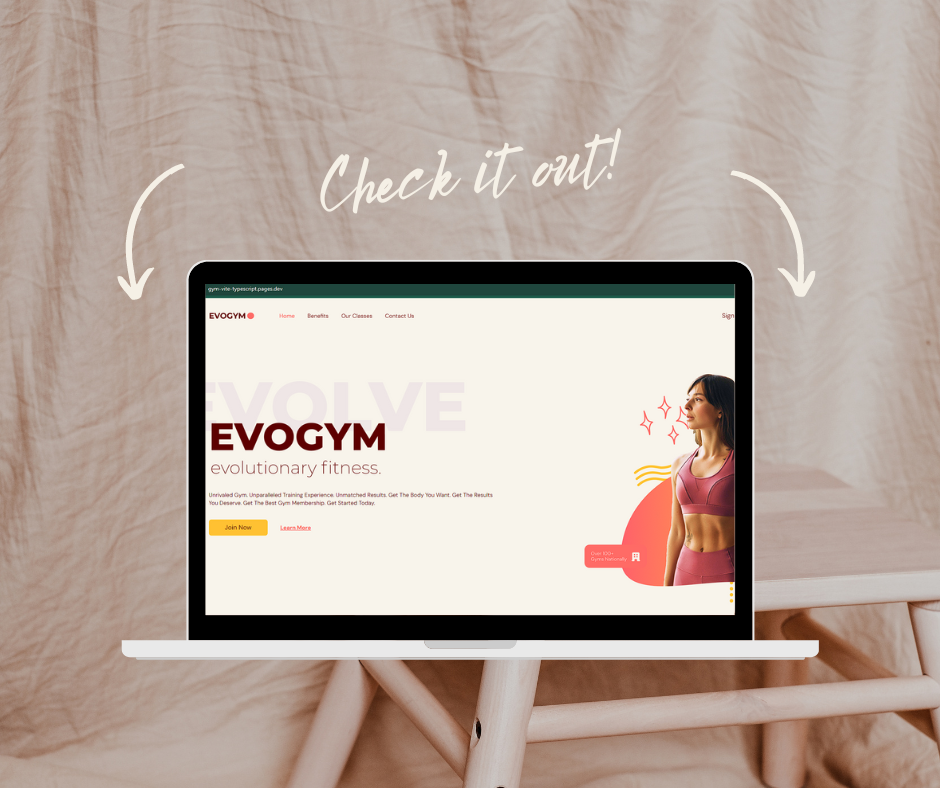 Check it out!
gym-vite-typescript.pages.dev
EVOGYM Home Benefits Our Classes Contact Us Sign
EVOLVE
EVOGYM
evolutionary fitness.
Unrivaled Gym. Unparalleled Training Experience. Unmatched Results. Get The Body You Want. Get The Results
You Deserve. Get The Best Gym Membership. Get Started Today.
Join Now Learn More
Over 100+
Gyms Nationally